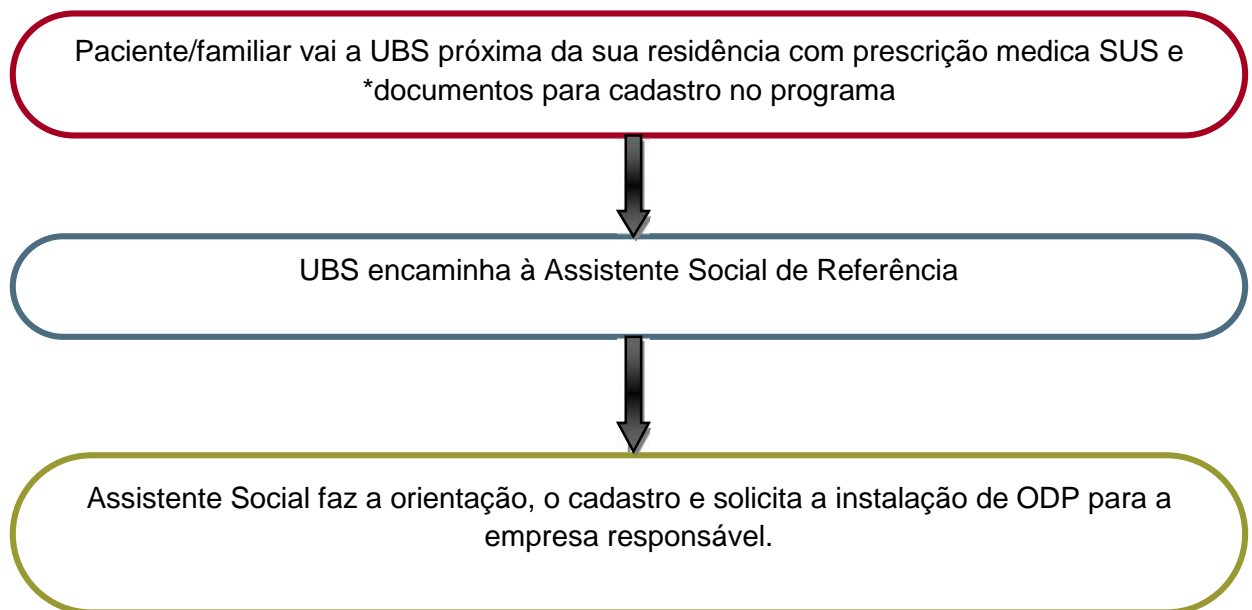 Paciente/familiar vai a UBS próxima da sua residência com prescrição medica SUS e
*documentos para cadastro no programa
UBS encaminha à Assistente Social de Referência
Assistente Social faz a orientação, o cadastro e solicita a instalação de ODP para a
empresa responsável.